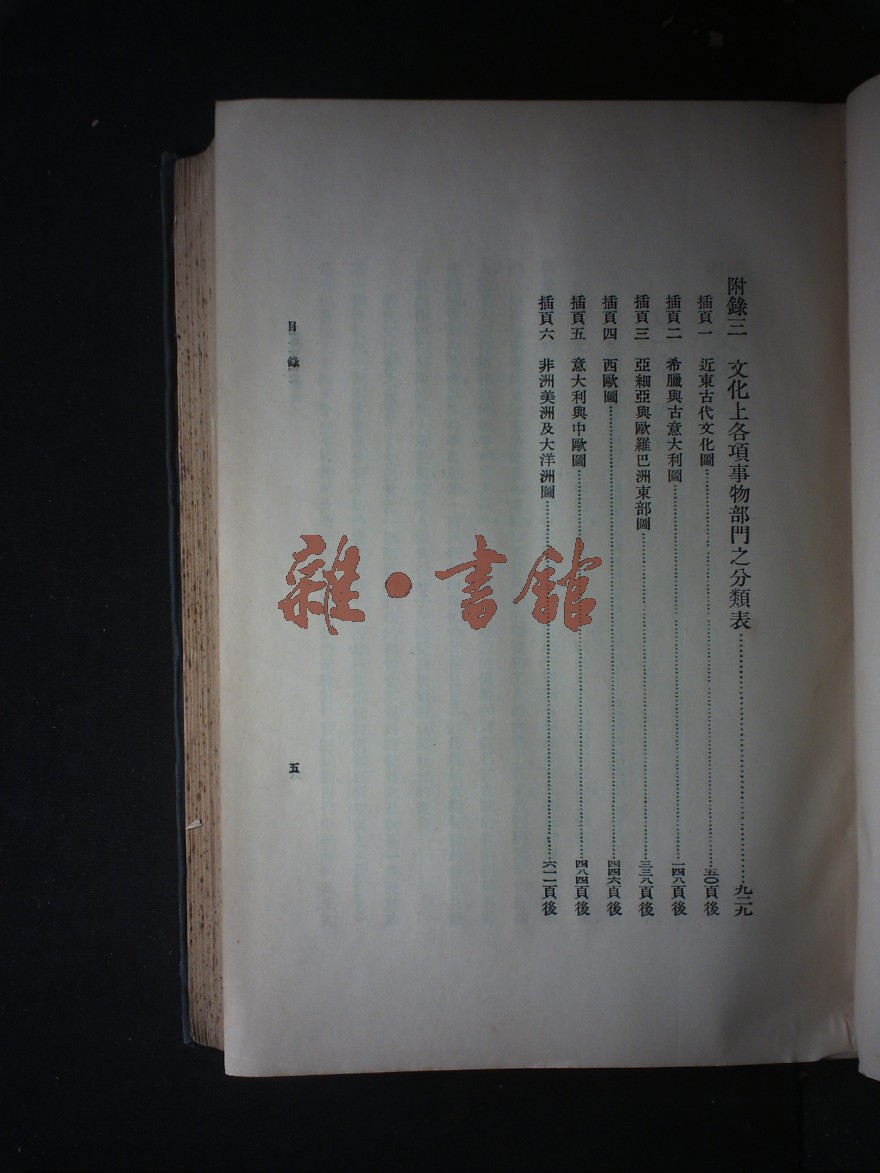 附錄三　文化上各項事物部門之分類表……九二九
插頁一　近東古代文化圖……五〇頁後
插頁二　希臘與古意大利圖……一四八頁後
插頁三　亞細亞與歐羅巴洲東部圖……三三八頁後
插頁四　西歐圖……四四六頁後
插頁五　意大利與中歐圖……四八四頁後
插頁六　非洲美洲及大洋洲圖……六一二頁後
目錄
五
雜·書館